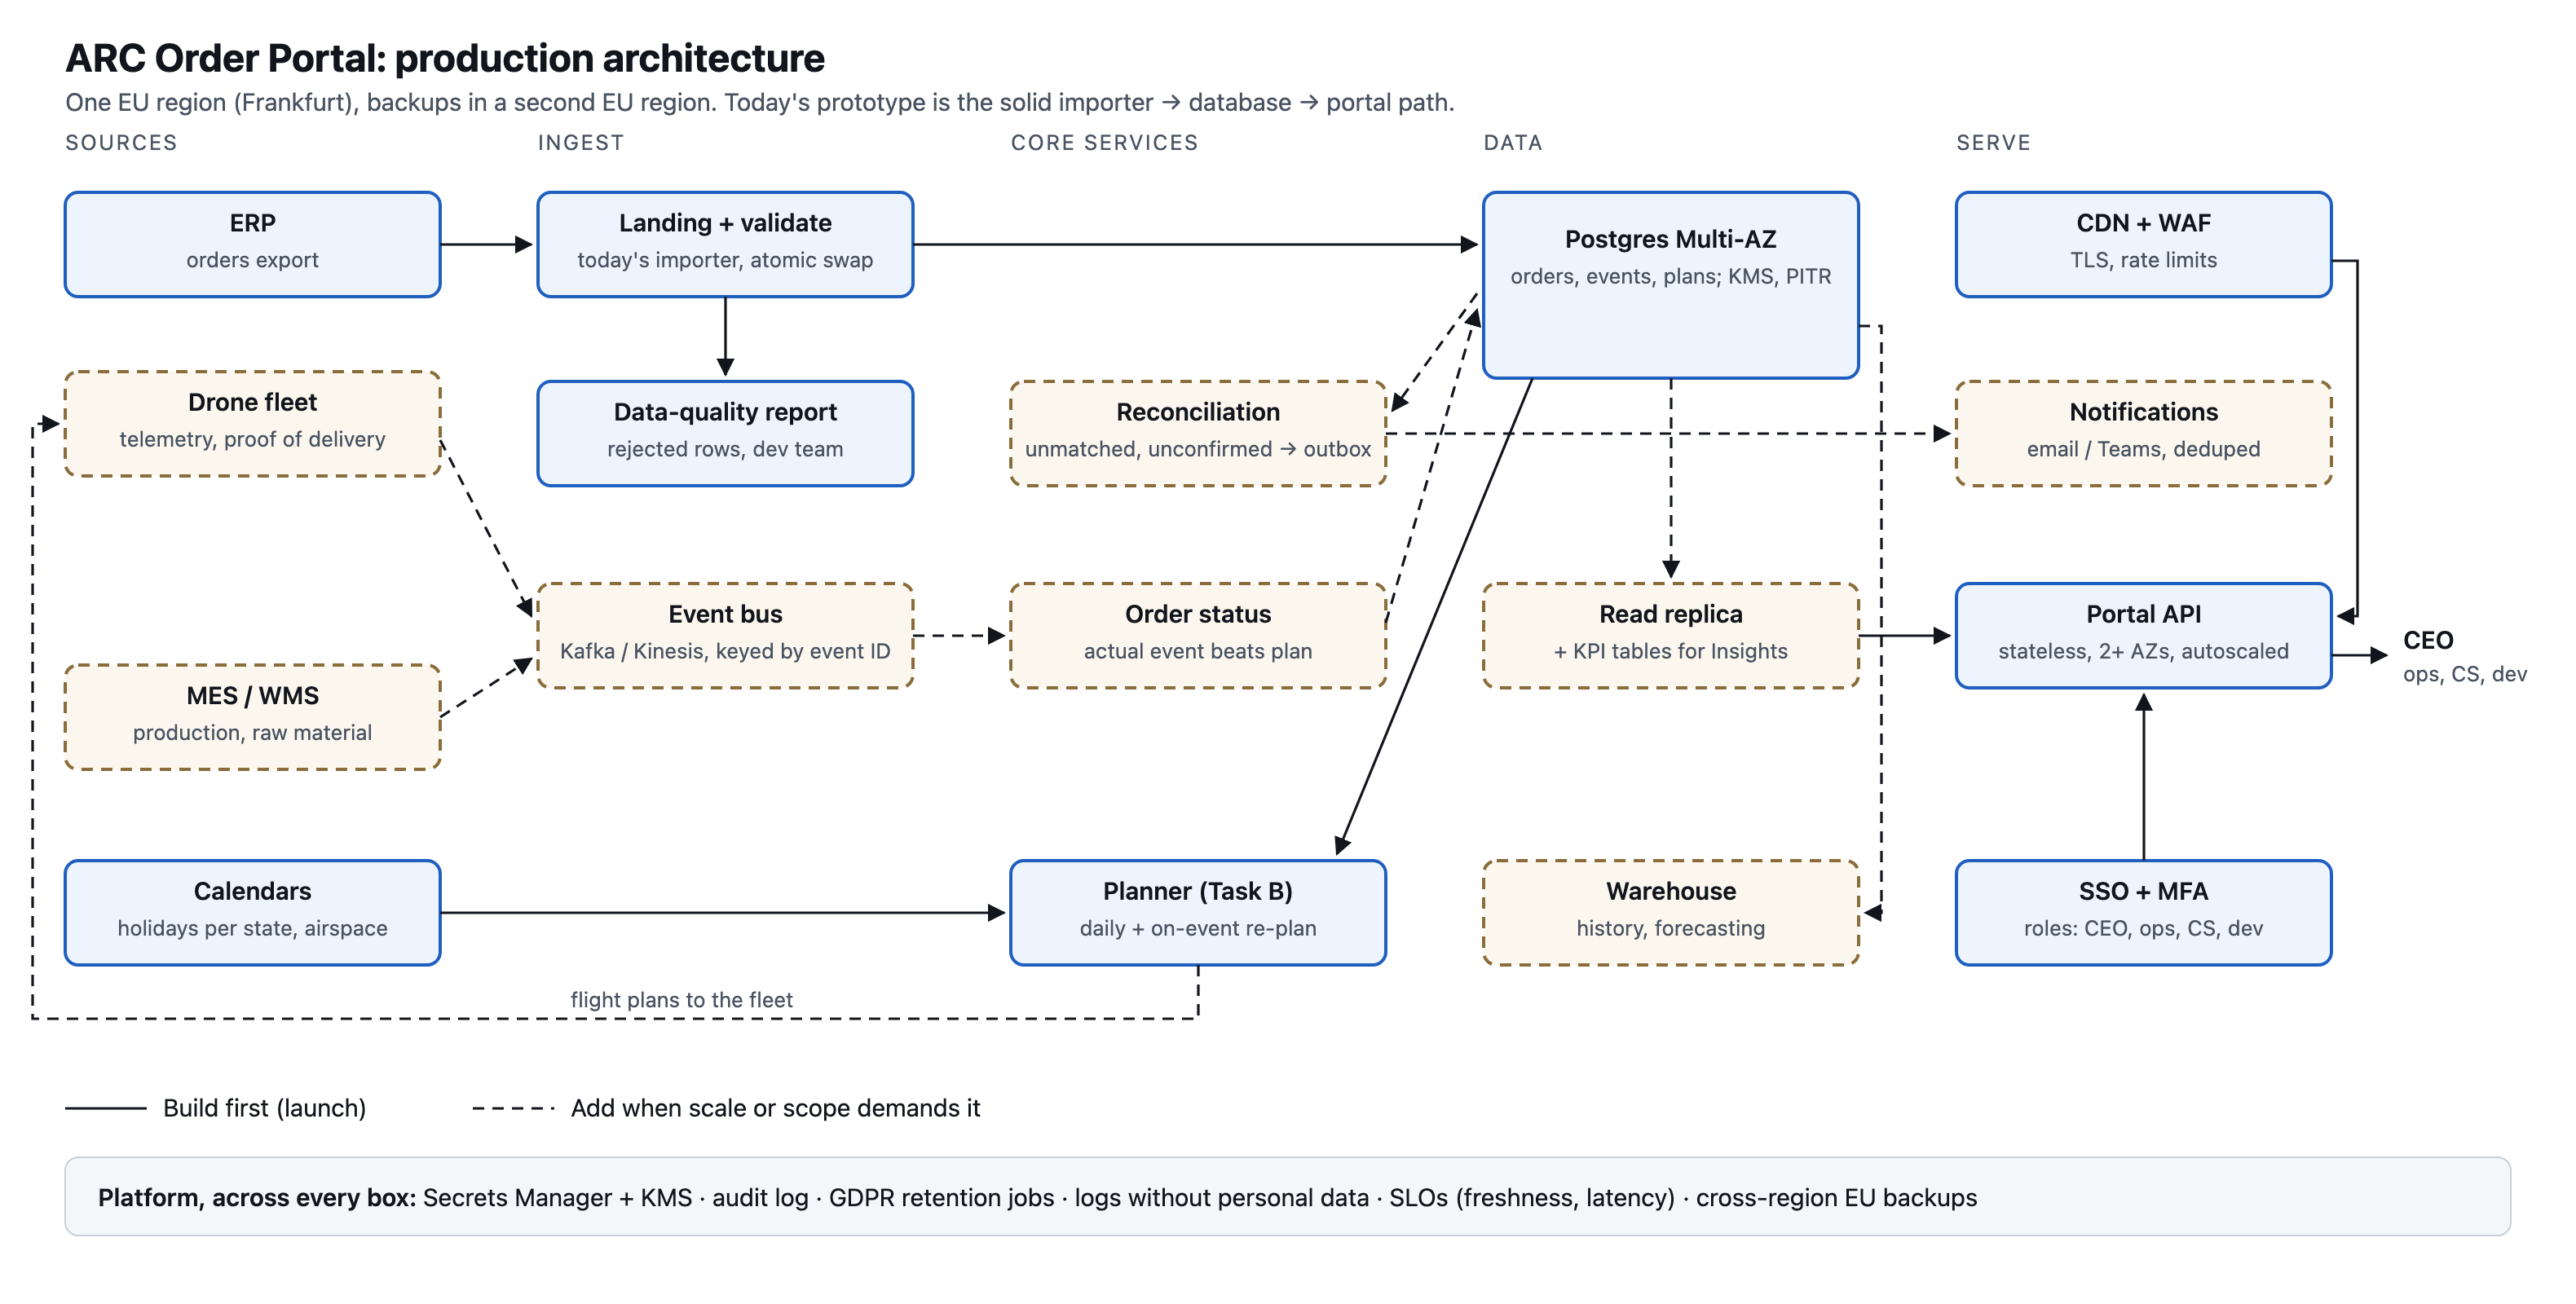 ARC Order Portal: production architecture
One EU region (Frankfurt), backups in a second EU region. Today's prototype is the solid importer → database → portal path.
SOURCES
INGEST
CORE SERVICES
DATA
SERVE
ERP
orders export
Landing + validate
today's importer, atomic swap
Postgres Multi-AZ
orders, events, plans; KMS, PITR
CDN + WAF
TLS, rate limits
Drone fleet
telemetry, proof of delivery
Data-quality report
rejected rows, dev team
Reconciliation
unmatched, unconfirmed → outbox
Notifications
email / Teams, deduped
MES / WMS
production, raw material
Event bus
Kafka / Kinesis, keyed by event ID
Order status
actual event beats plan
Read replica
+ KPI tables for Insights
Portal API
stateless, 2+ AZs, autoscaled
CEO
ops, CS, dev
Calendars
holidays per state, airspace
Planner (Task B)
daily + on-event re-plan
Warehouse
history, forecasting
SSO + MFA
roles: CEO, ops, CS, dev
flight plans to the fleet
Build first (launch)
Add when scale or scope demands it
Platform, across every box: Secrets Manager + KMS · audit log · GDPR retention jobs · logs without personal data · SLOs (freshness, latency) · cross-region EU backups